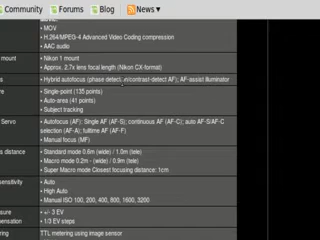 Community Forums Blog News ▼
• MOV
• H.264/MPEG-4 Advanced Video Coding compression
• AAC audio
mount • Nikon 1 mount
• Approx. 2.7x lens focal length (Nikon CX-format)
s • Hybrid autofocus (phase detection/contrast-detect AF); AF-assist illuminator
re • Single-point (135 points)
• Auto-area (41 points)
• Subject tracking
Servo • Autofocus (AF): Single AF (AF-S); continuous AF (AF-C); auto AF-S/AF-C
selection (AF-A); fulltime AF (AF-F)
• Manual focus (MF)
s distance • Standard mode 0.6m (wide) / 1.0m (tele)
• Macro mode 0.2m - (wide) / 0.9m (tele)
• Super Macro mode Closest focusing distance: 1cm
sensitivity • Auto
• High Auto
• Manual ISO 100, 200, 400, 800, 1600, 3200
sure • +/- 3 EV
ensation • 1/3 EV steps
ring TTL metering using image sensor